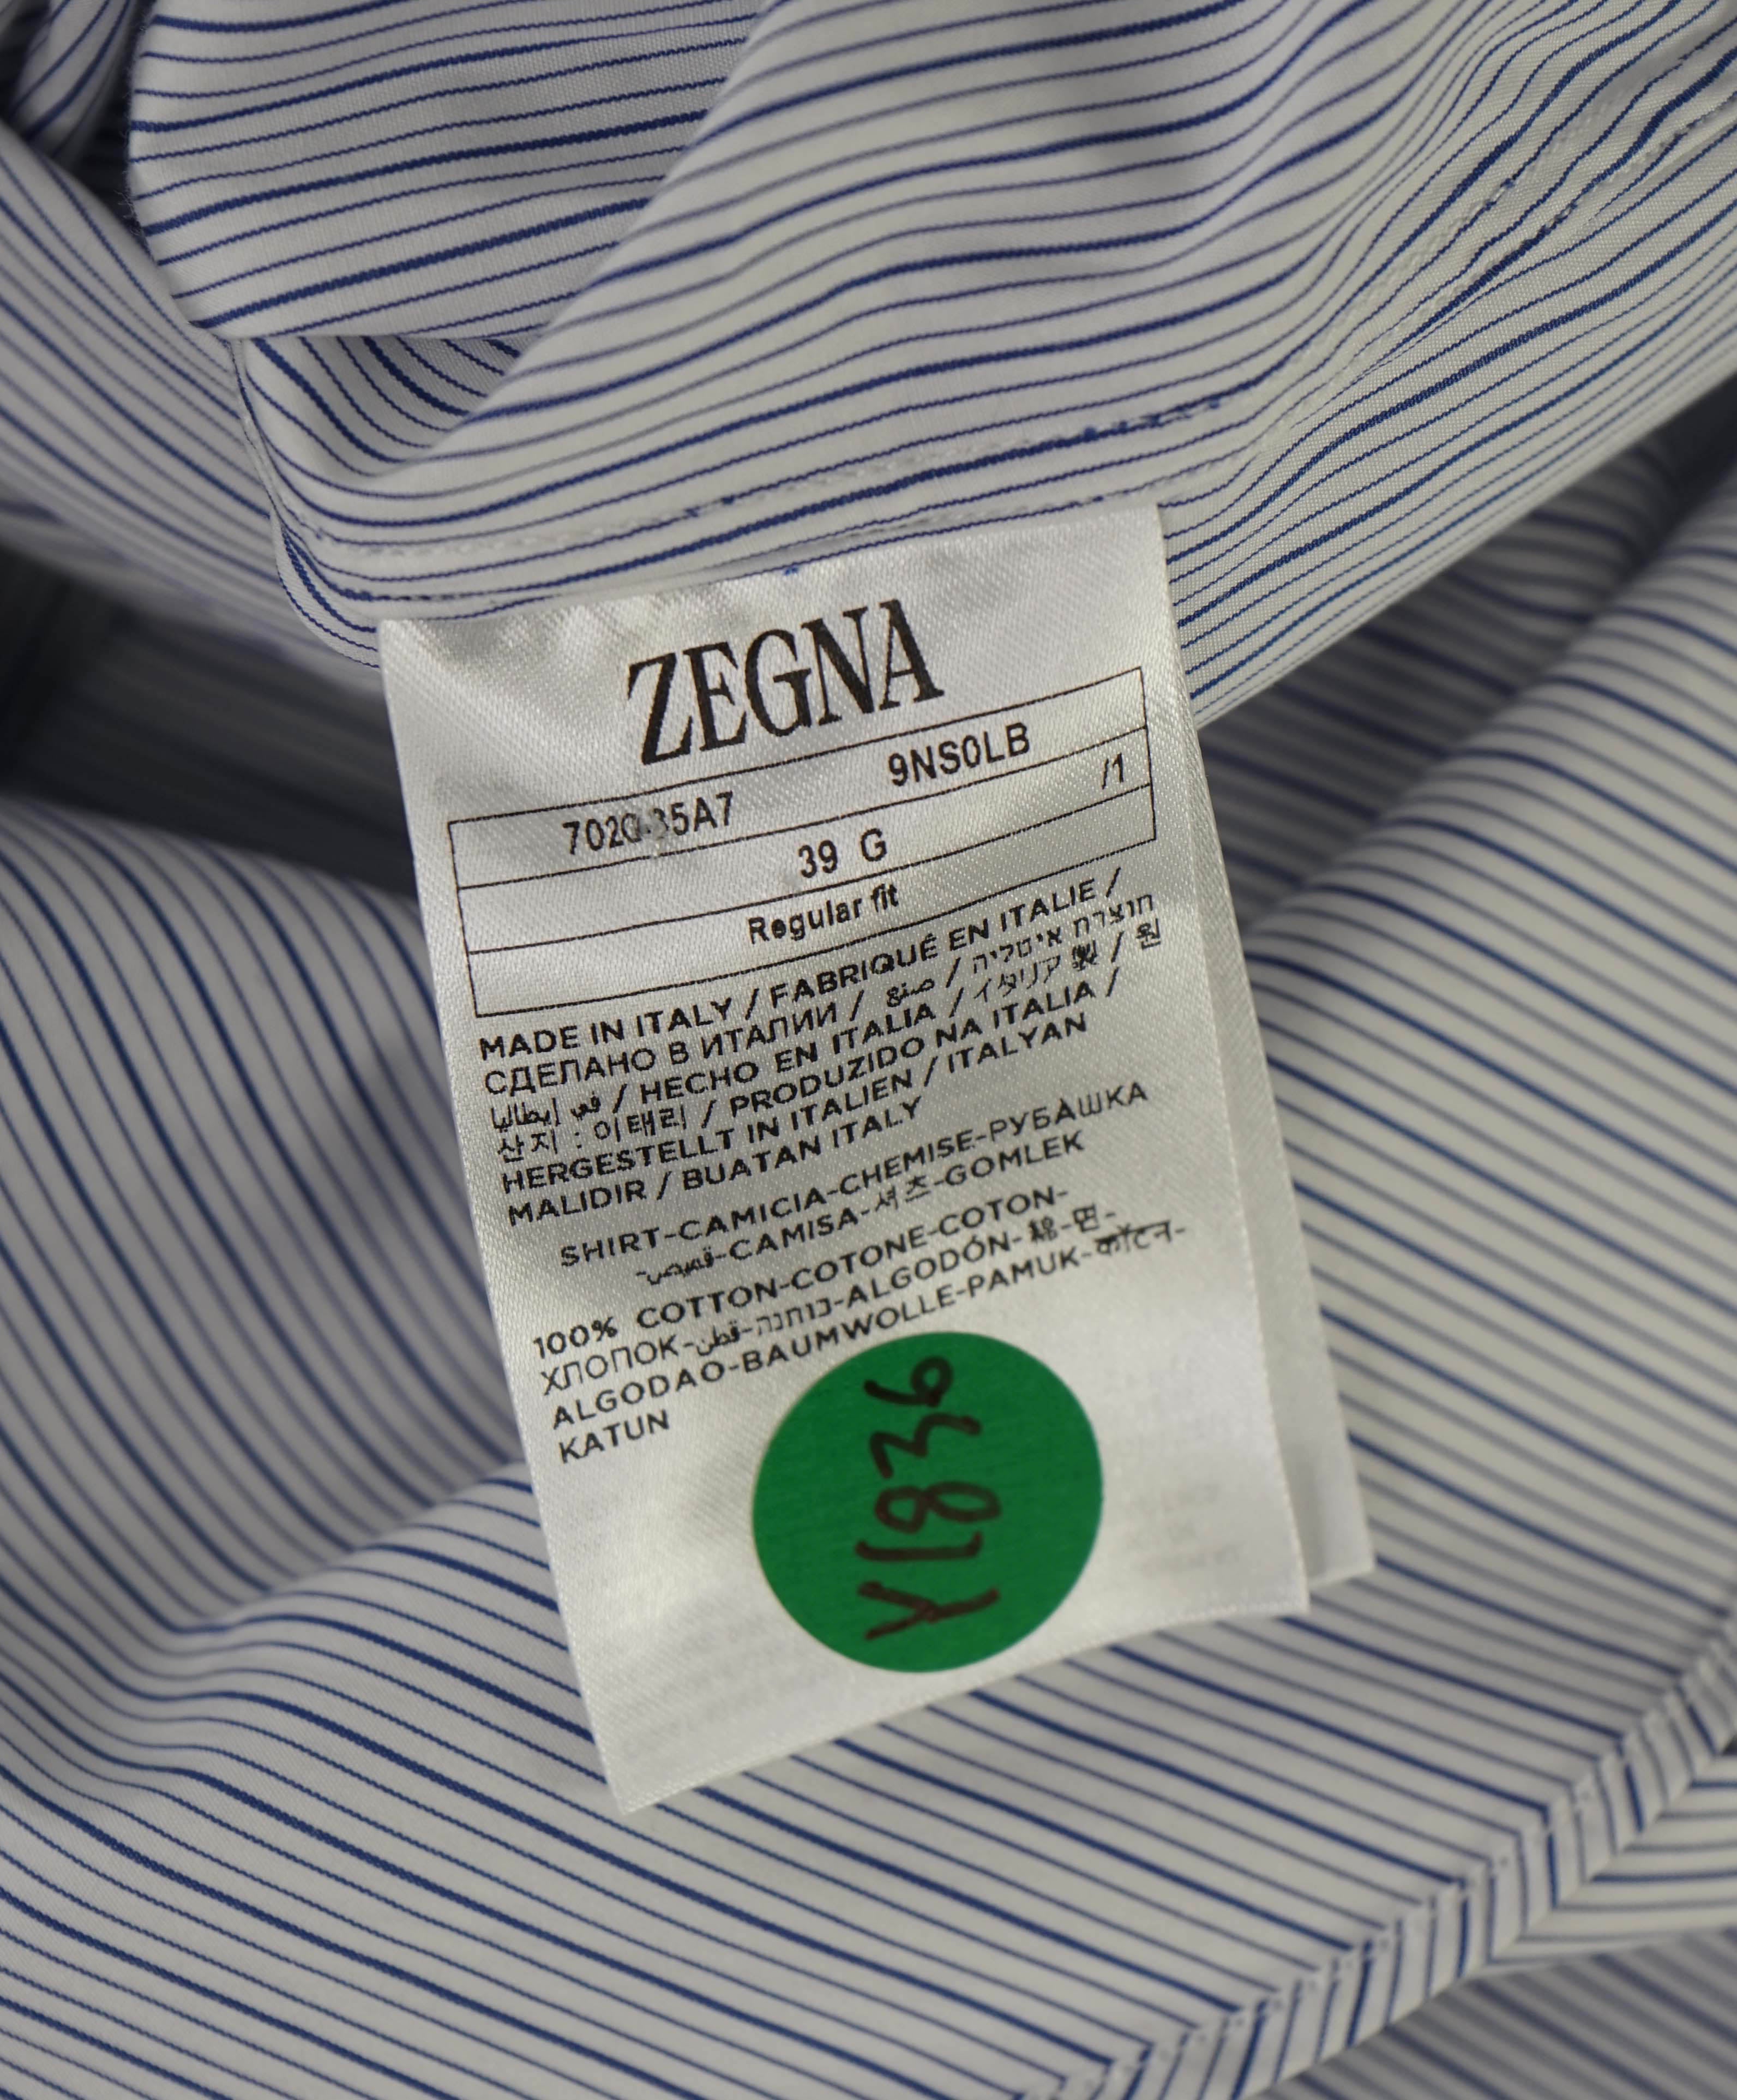 ZEGNA
9NS0LB
39 G /1
Regular fit
MADE IN ITALY / FABRIQUÉ EN ITALIE /
СДЕЛАНО В ИТАЛИИ / صنع / תוצרת איטליה
في إيطاليا / HECHO EN ITALIA / イタリア製 / 원
산지 : 이태리 / PRODUZIDO NA ITALIA /
HERGESTELLT IN ITALIEN / ITALYAN
MALIDIR / BUATAN ITALY
SHIRT-CAMICIA-CHEMISE-РУБАШКА
-قميص-CAMISA-셔츠-GOMLEK
100% COTTON-COTONE-COTON-
ХЛОПОК-قطن-כותנה-ALGODÓN-綿-면-
ALGODAO-BAUMWOLLE-PAMUK-कॉटन-
KATUN
Y1836